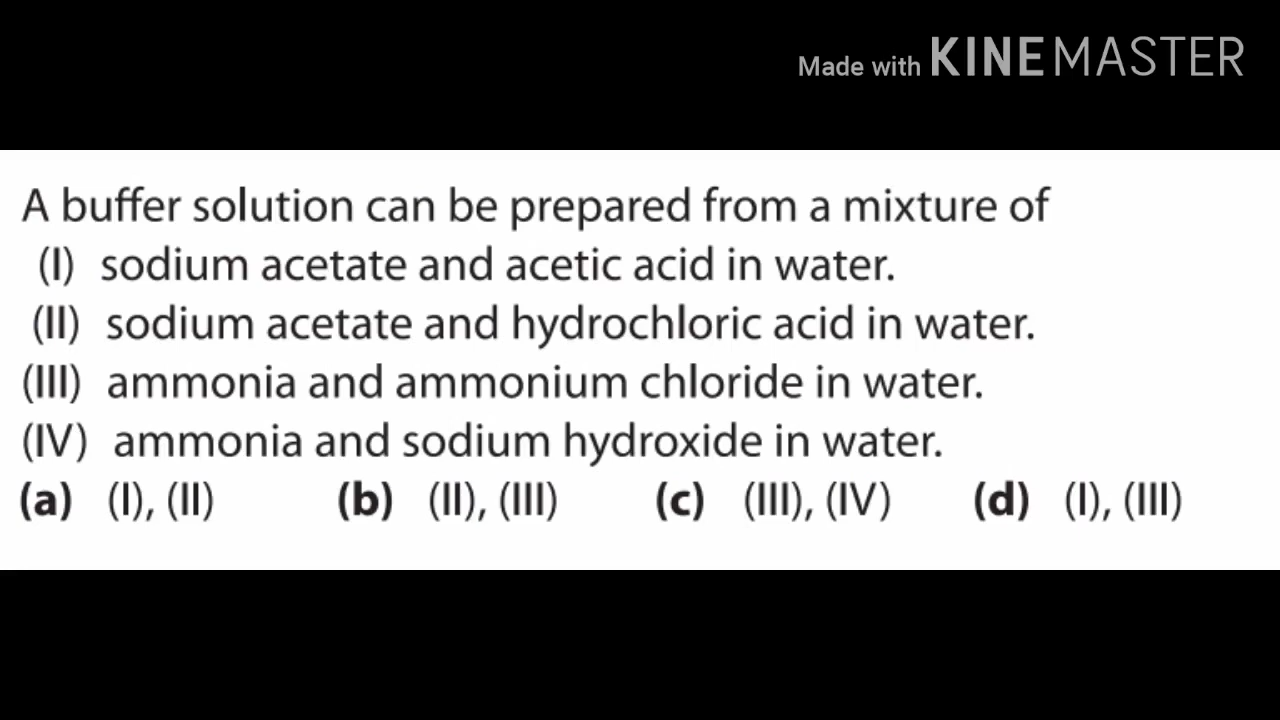 Made with KINEMASTER
A buffer solution can be prepared from a mixture of
(I) sodium acetate and acetic acid in water.
(II) sodium acetate and hydrochloric acid in water.
(III) ammonia and ammonium chloride in water.
(IV) ammonia and sodium hydroxide in water.
(a) (I), (II) (b) (II), (III) (c) (III), (IV) (d) (I), (III)